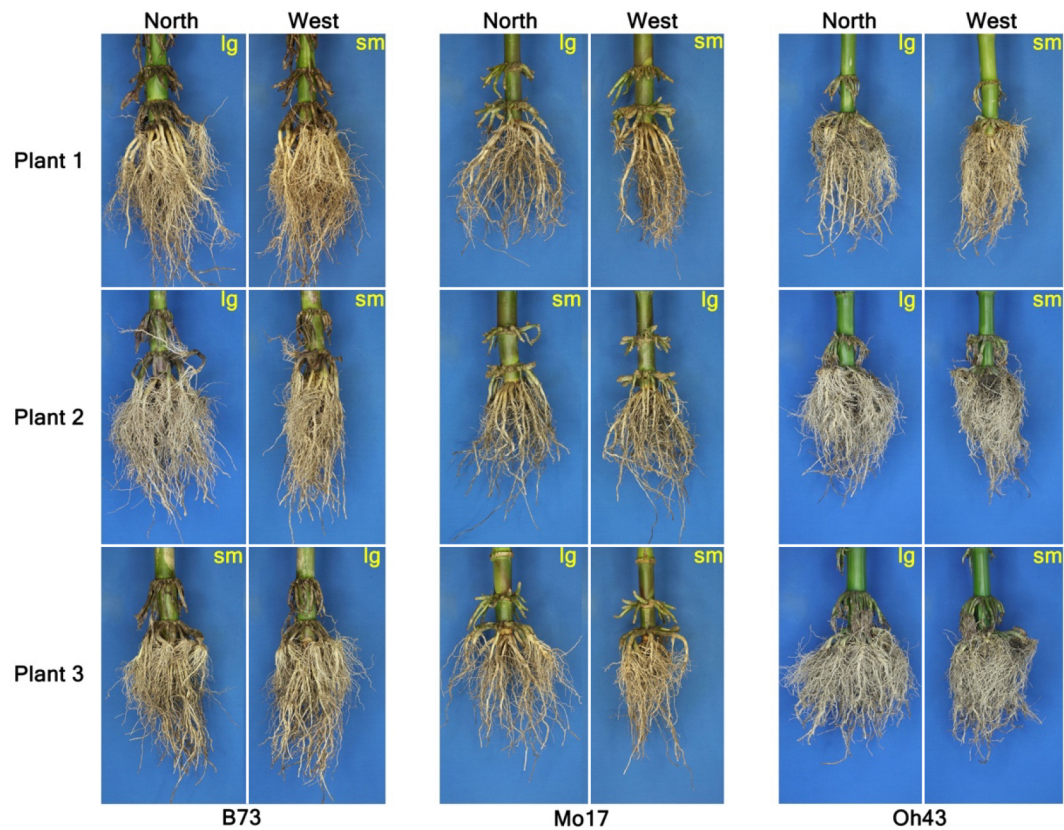 North West North West North West
lg sm lg sm lg sm
Plant 1
lg sm sm lg lg sm
Plant 2
sm lg lg sm lg sm
Plant 3
B73 Mo17 Oh43